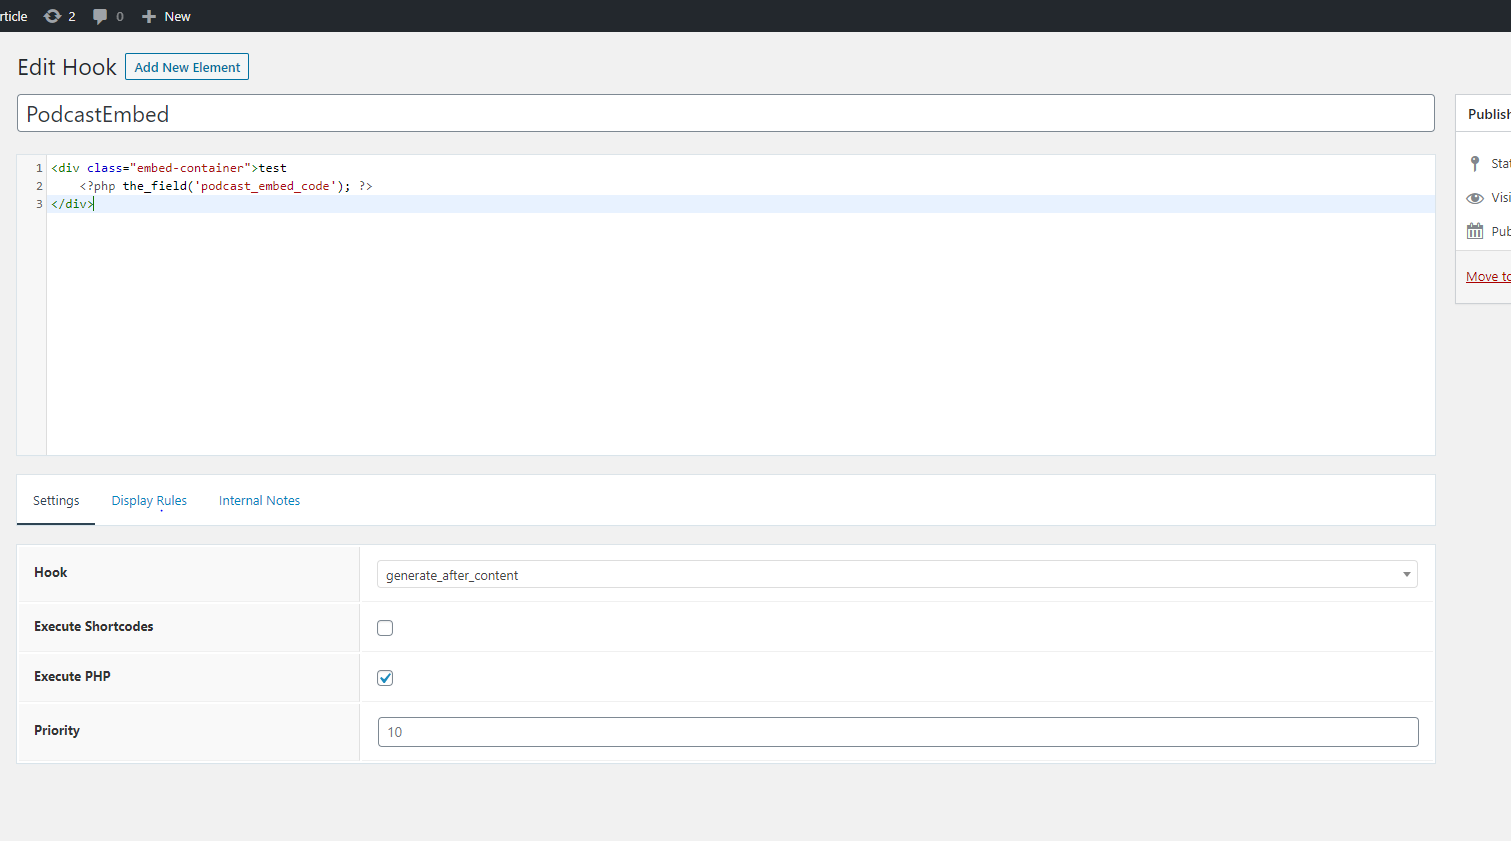 rticle 2 0 New
Edit Hook Add New Element
PodcastEmbed
Publish
1 <div class="embed-container">test
2 <?php the_field('podcast_embed_code'); ?>
3 </div>
Stat
Visi
Pub
Move to
Settings Display Rules Internal Notes
Hook generate_after_content
Execute Shortcodes
Execute PHP
Priority 10